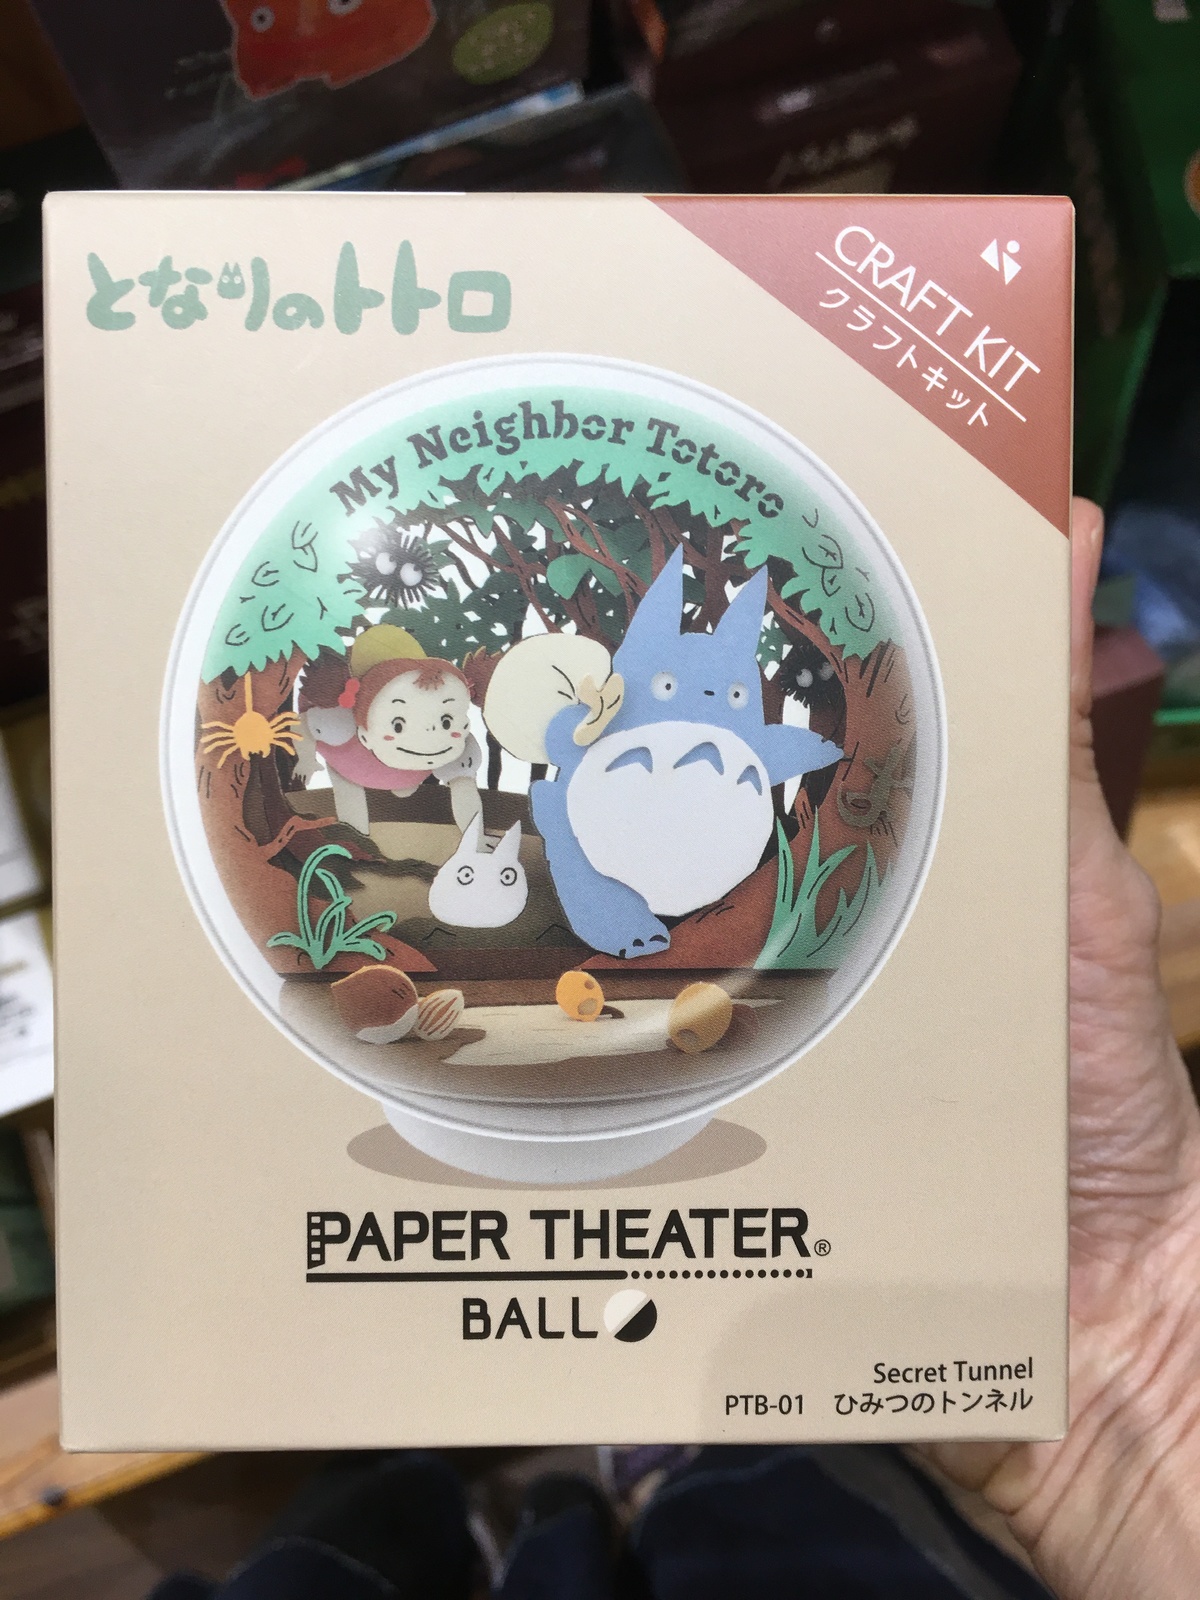 となりのトトロ
CRAFT KIT
クラフトキット
My Neighbor Totoro
PAPER THEATER®
BALL
Secret Tunnel
PTB-01 ひみつのトンネル